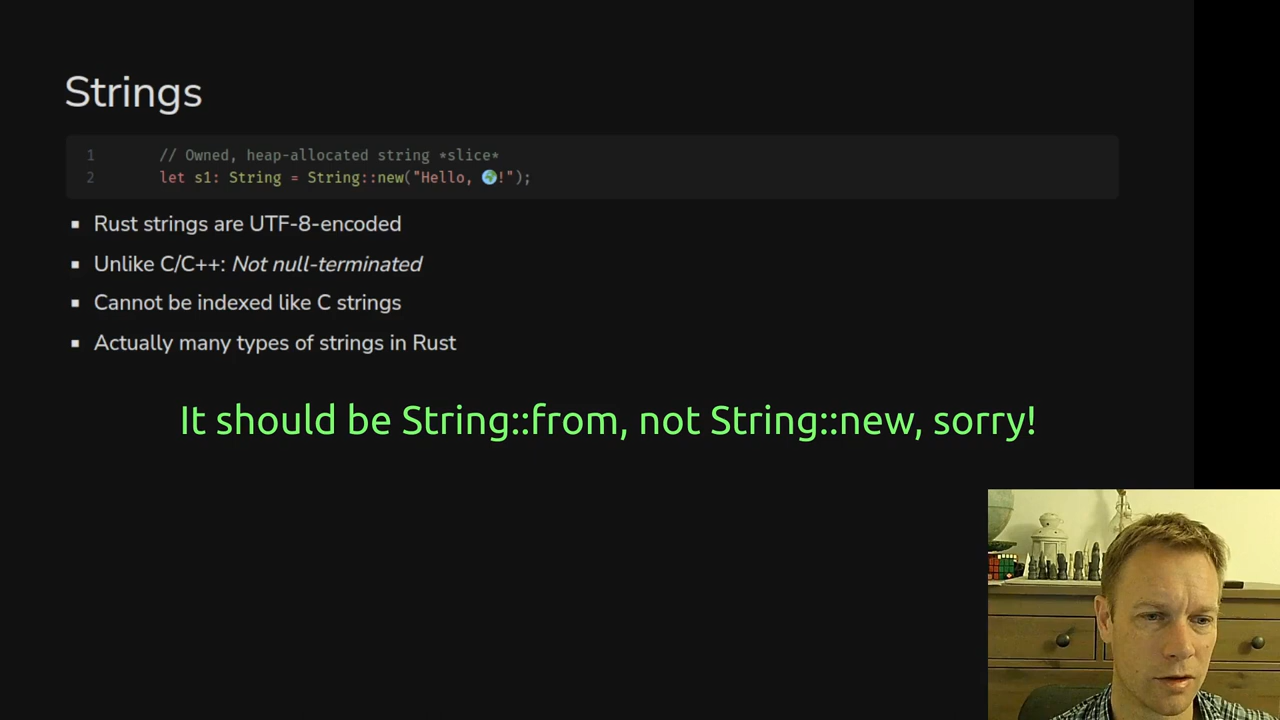 Strings
1 // Owned, heap-allocated string *slice*
2 let s1: String = String::new("Hello, 🌍!");
▪ Rust strings are UTF-8-encoded
▪ Unlike C/C++: Not null-terminated
▪ Cannot be indexed like C strings
▪ Actually many types of strings in Rust
It should be String::from, not String::new, sorry!